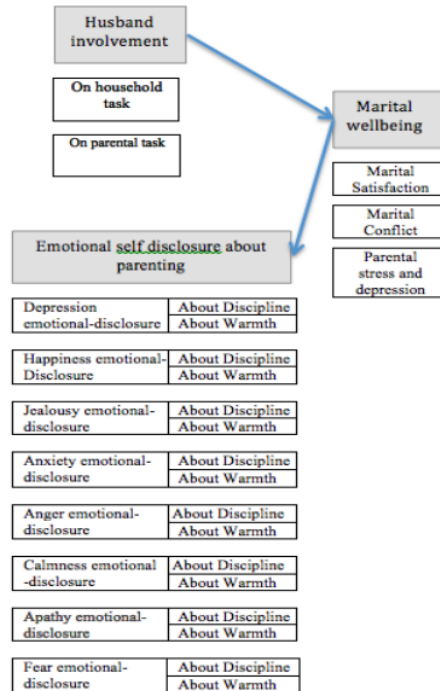 Husband
involvement
On household
task
On parental task
Marital
wellbeing
Marital
Satisfaction
Marital
Conflict
Parental
stress and
depression
Emotional self disclosure about
parenting
Depression
emotional-disclosure
About Discipline
About Warmth
Happiness emotional-
Disclosure
About Discipline
About Warmth
Jealousy emotional-
disclosure
About Discipline
About Warmth
Anxiety emotional-
disclosure
About Discipline
About Warmth
Anger emotional-
disclosure
About Discipline
About Warmth
Calmness emotional
-disclosure
About Discipline
About Warmth
Apathy emotional-
disclosure
About Discipline
About Warmth
Fear emotional-
disclosure
About Discipline
About Warmth